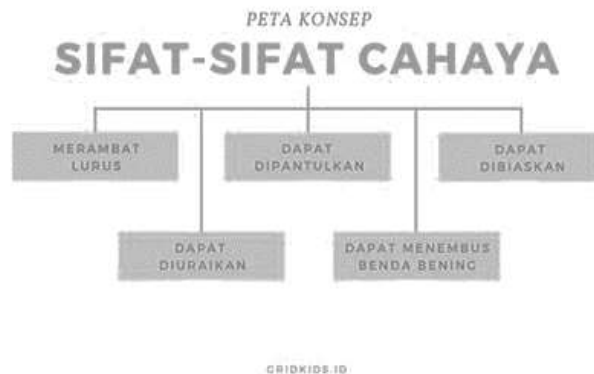 PETA KONSEP
SIFAT-SIFAT CAHAYA
MERAMBAT
LURUS
DAPAT
DIPANTULKAN
DAPAT
DIBIASKAN
DAPAT
DIURAIKAN
DAPAT MENEMBUS
BENDA BENING
GRIDKIDS.ID